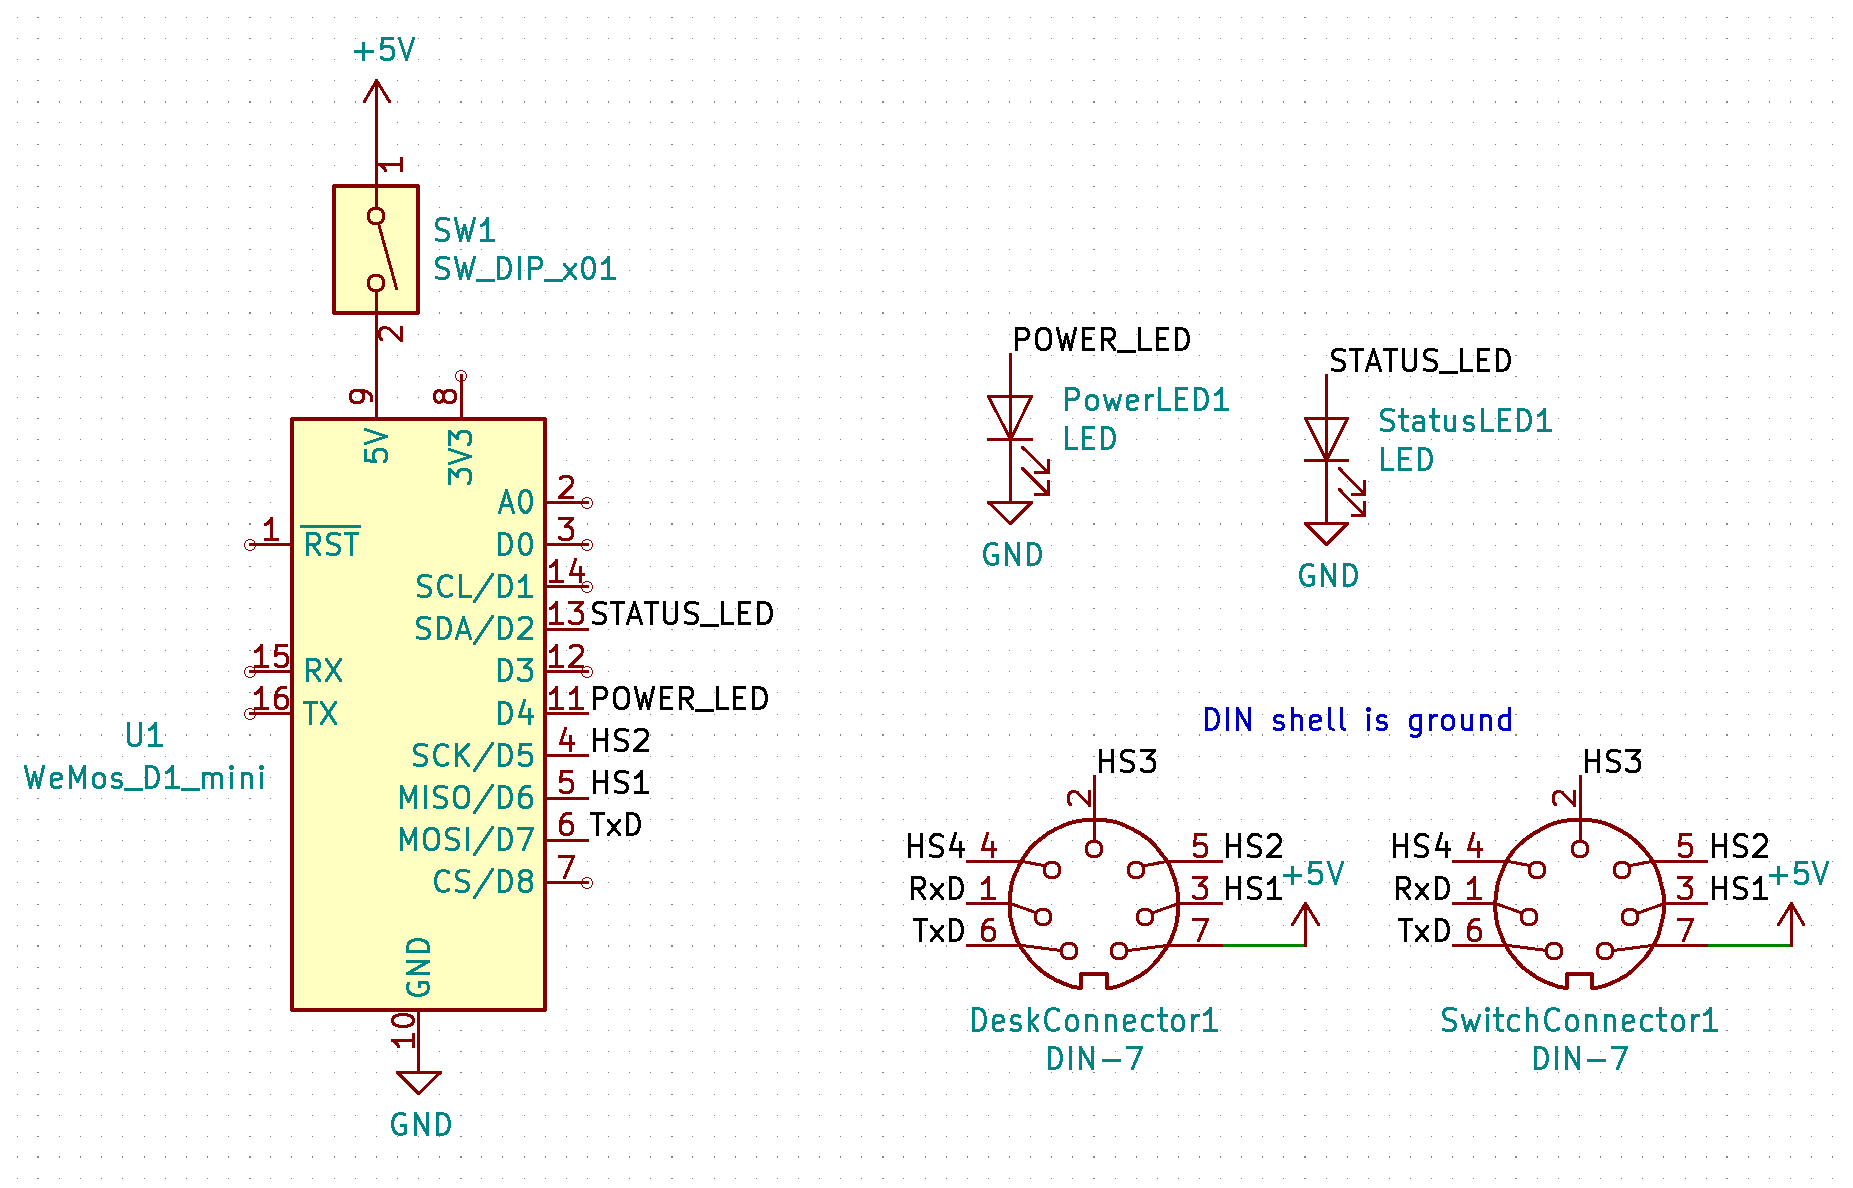 +5V
1
SW1
SW_DIP_x01
2
9
8
5V
3V3
A0
2
D0
3
1
RST
SCL/D1
14
SDA/D2
13
STATUS_LED
D3
12
15
RX
16
TX
D4
11
POWER_LED
U1
WeMos_D1_mini
SCK/D5
4
HS2
MISO/D6
5
HS1
MOSI/D7
6
TxD
CS/D8
7
GND
10
GND
POWER_LED
PowerLED1
LED
GND
STATUS_LED
StatusLED1
LED
GND
DIN shell is ground
HS3
2
HS4 4
5 HS2
RxD 1
3 HS1
+5V
TxD 6
7
DeskConnector1
DIN-7
HS3
2
HS4 4
5 HS2
RxD 1
3 HS1
+5V
TxD 6
7
SwitchConnector1
DIN-7